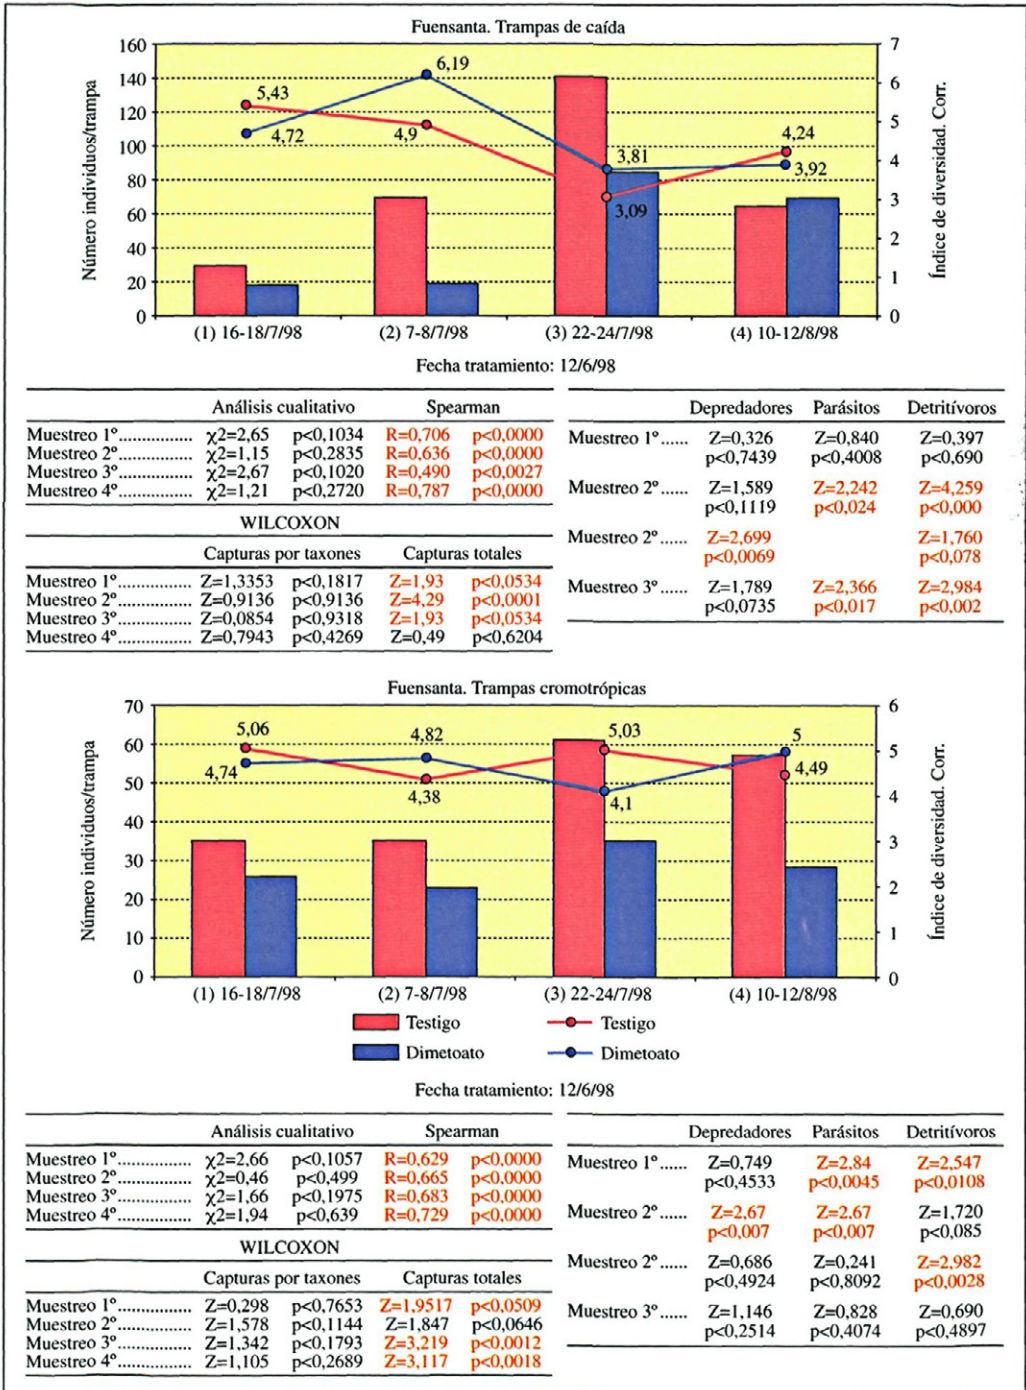 Fuensanta. Trampas de caída
Número individuos/trampa
160
140
120
100
80
60
40
20
0
5,43
4,72
6,19
4,9
3,81
3,09
4,24
3,92
7
6
5
4
3
2
1
0
Índice de diversidad. Corr.
(1) 16-18/7/98 (2) 7-8/7/98 (3) 22-24/7/98 (4) 10-12/8/98
Fecha tratamiento: 12/6/98
Análisis cualitativo Spearman
Muestreo 1º............... χ2=2,65 p<0,1034 R=0,706 p<0,0000
Muestreo 2º............... χ2=1,15 p<0,2835 R=0,636 p<0,0000
Muestreo 3º............... χ2=2,67 p<0,1020 R=0,490 p<0,0027
Muestreo 4º............... χ2=1,21 p<0,2720 R=0,787 p<0,0000
WILCOXON
Capturas por taxones Capturas totales
Muestreo 1º............... Z=1,3353 p<0,1817 Z=1,93 p<0,0534
Muestreo 2º............... Z=0,9136 p<0,9136 Z=4,29 p<0,0001
Muestreo 3º............... Z=0,0854 p<0,9318 Z=1,93 p<0,0534
Muestreo 4º............... Z=0,7943 p<0,4269 Z=0,49 p<0,6204
Depredadores Parásitos Detritívoros
Muestreo 1º...... Z=0,326 Z=0,840 Z=0,397
p<0,7439 p<0,4008 p<0,690
Muestreo 2º...... Z=1,589 Z=2,242 Z=4,259
p<0,1119 p<0,024 p<0,000
Muestreo 2º...... Z=2,699 Z=1,760
p<0,0069 p<0,078
Muestreo 3º...... Z=1,789 Z=2,366 Z=2,984
p<0,0735 p<0,017 p<0,002
Fuensanta. Trampas cromotrópicas
Número individuos/trampa
70
60
50
40
30
20
10
0
5,06
4,74
4,82
4,38
5,03
4,1
5
4,49
6
5
4
3
2
1
0
Índice de diversidad. Corr.
(1) 16-18/7/98 (2) 7-8/7/98 (3) 22-24/7/98 (4) 10-12/8/98
Testigo Testigo
Dimetoato Dimetoato
Fecha tratamiento: 12/6/98
Análisis cualitativo Spearman
Muestreo 1º............... χ2=2,66 p<0,1057 R=0,629 p<0,0000
Muestreo 2º............... χ2=0,46 p<0,499 R=0,665 p<0,0000
Muestreo 3º............... χ2=1,66 p<0,1975 R=0,683 p<0,0000
Muestreo 4º............... χ2=1,94 p<0,639 R=0,729 p<0,0000
WILCOXON
Capturas por taxones Capturas totales
Muestreo 1º............... Z=0,298 p<0,7653 Z=1,9517 p<0,0509
Muestreo 2º............... Z=1,578 p<0,1144 Z=1,847 p<0,0646
Muestreo 3º............... Z=1,342 p<0,1793 Z=3,219 p<0,0012
Muestreo 4º............... Z=1,105 p<0,2689 Z=3,117 p<0,0018
Depredadores Parásitos Detritívoros
Muestreo 1º...... Z=0,749 Z=2,84 Z=2,547
p<0,4533 p<0,0045 p<0,0108
Muestreo 2º...... Z=2,67 Z=2,67 Z=1,720
p<0,007 p<0,007 p<0,085
Muestreo 2º...... Z=0,686 Z=0,241 Z=2,982
p<0,4924 p<0,8092 p<0,0028
Muestreo 3º...... Z=1,146 Z=0,828 Z=0,690
p<0,2514 p<0,4074 p<0,4897